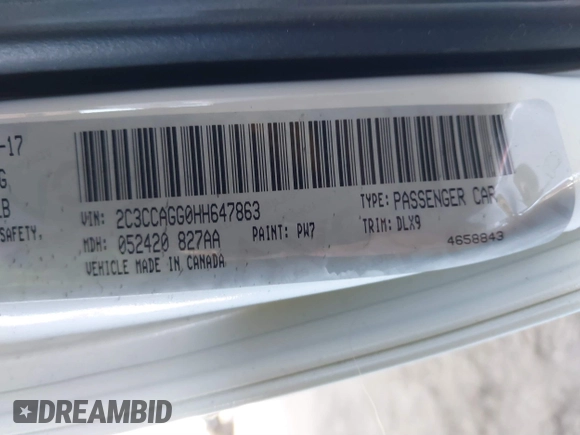 -17
G
LB
SAFETY,
VIN: 2C3CCAGG0HH647863
TYPE: PASSENGER CAR
MDH: 052420 827AA
PAINT: PW7
TRIM: DLX9
VEHICLE MADE IN CANADA
4658843
DREAMBID